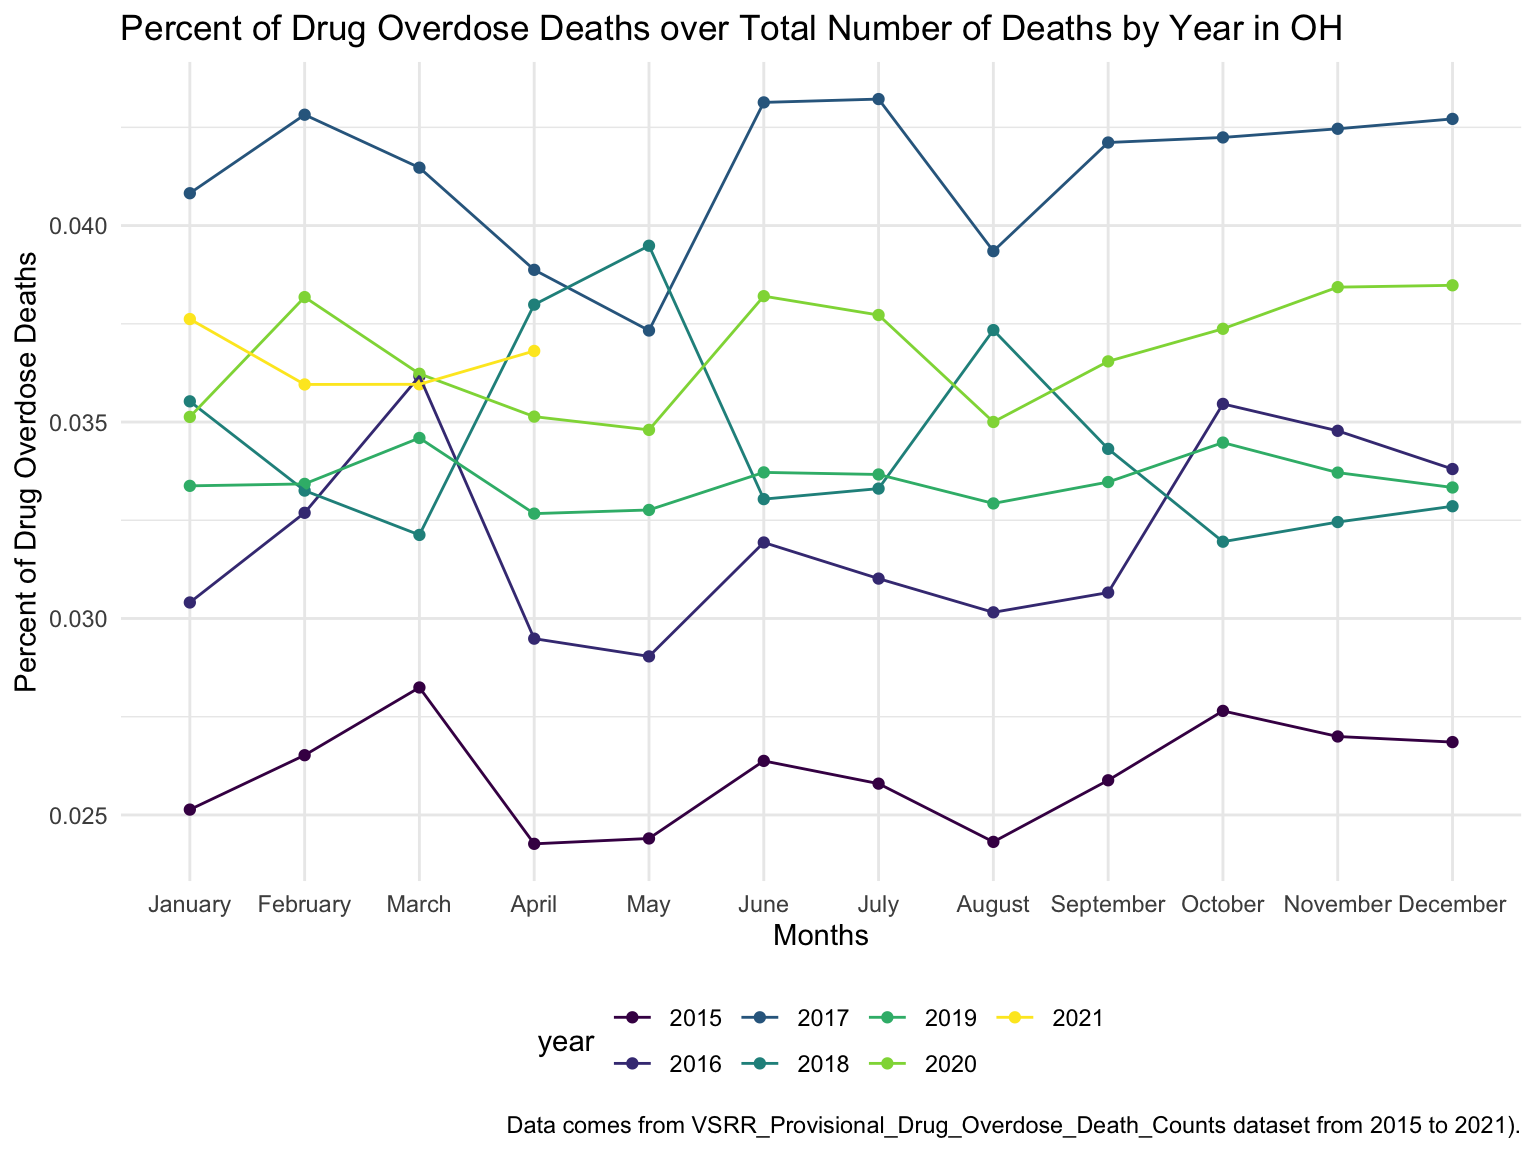 Percent of Drug Overdose Deaths over Total Number of Deaths by Year in OH
Percent of Drug Overdose Deaths
0.040
0.035
0.030
0.025
January February March April May June July August September October November December
Months
year
2015 2017 2019 2021
2016 2018 2020
Data comes from VSRR_Provisional_Drug_Overdose_Death_Counts dataset from 2015 to 2021).